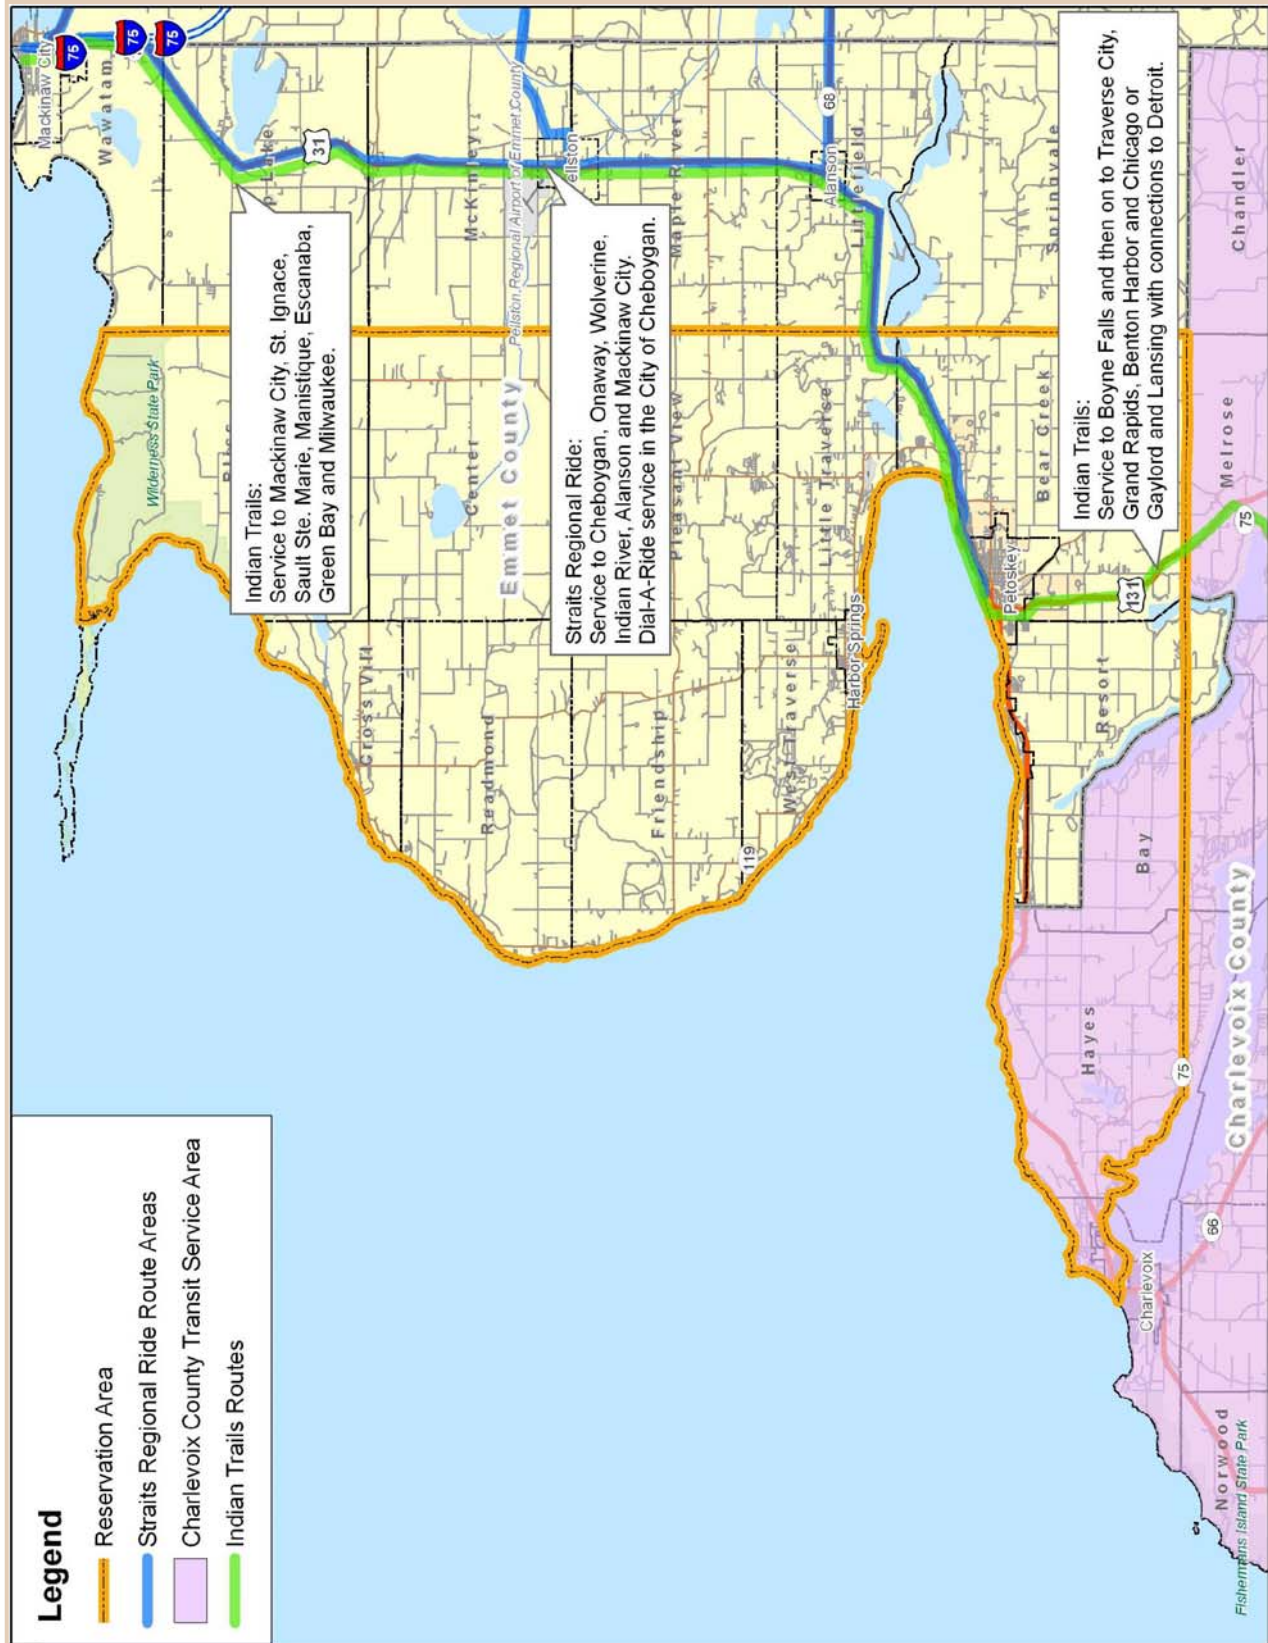 Legend
Reservation Area
Straits Regional Ride Route Areas
Charlevoix County Transit Service Area
Indian Trails Routes
Mackinaw City
75
75
75
Wawatam
Wilderness State Park
31
Indian Trails:
Service to Mackinaw City, St. Ignace,
Sault Ste. Marie, Manistique, Escanaba,
Green Bay and Milwaukee.
Lake
Cross Vill
Center
McKinley
Readmond
Emmet County
Pellston Regional Airport of Emmet County
ellston
Straits Regional Ride:
Service to Cheboygan, Onaway, Wolverine,
Indian River, Alanson and Mackinaw City.
Dial-A-Ride service in the City of Cheboygan.
Friendship
Pleasant View
Maple River
119
West Traverse
Little Traverse
68
Alanson
Littlefield
Harbor Springs
Petoskey
Bear Creek
Springvale
Indian Trails:
Service to Boyne Falls and then on to Traverse City,
Grand Rapids, Benton Harbor and Chicago or
Gaylord and Lansing with connections to Detroit.
131
Resort
Hayes
Bay
75
Melrose
Chandler
75
Charlevoix County
Charlevoix
66
Norwood
Fishermans Island State Park